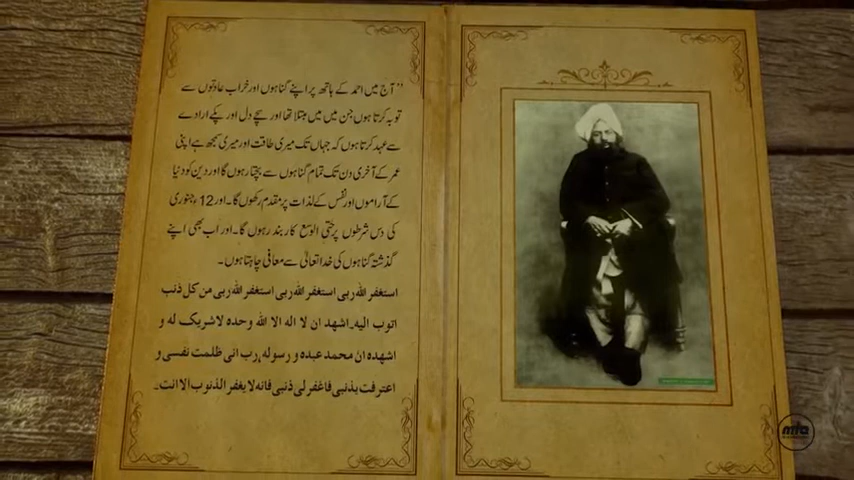 ”آج میں احمد کے ہاتھ پر اپنے گناہوں اور خراب عادتوں سے
توبہ کرتا ہوں جن میں میں مبتلا تھا اور سچے دل اور پکے ارادے
سے عہد کرتا ہوں کہ جہاں تک میری طاقت اور میری سمجھ ہے اپنی
عمر کے آخری دن تک تمام گناہوں سے بچتا رہوں گا اور دین کو دنیا
کے آراموں اور نفس کے لذات پر مقدم رکھوں گا۔ اور 12 جنوری
کی دس شرطوں پر حتی الوسع کاربند رہوں گا۔ اور اب بھی اپنے
گذشتہ گناہوں کی خدا تعالیٰ سے معافی چاہتا ہوں۔
استغفر اللہ ربی استغفر اللہ ربی استغفر اللہ ربی من کل ذنب
اتوب الیہ۔ اشھد ان لا الہ الا اللہ وحدہ لاشریک لہ و
اشھدہ ان محمد عبدہ و رسولہ، رب انی ظلمت نفسی و
اعترفت بذنبی فاغفرلی ذنبی فانہ لا یغفر الذنوب الا انت۔
mta